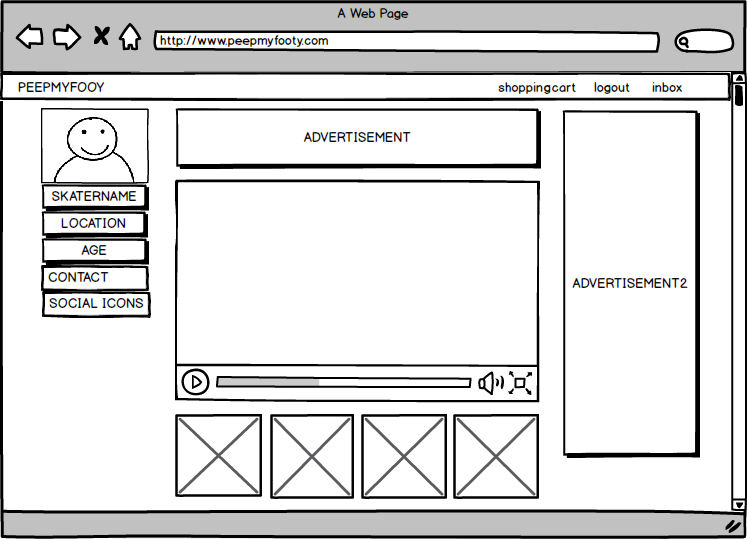 A Web Page
http://www.peepmyfooty.com
PEEPMYFOOY
shoppingcart logout inbox
SKATERNAME
LOCATION
AGE
CONTACT
SOCIAL ICONS
ADVERTISEMENT
ADVERTISEMENT2